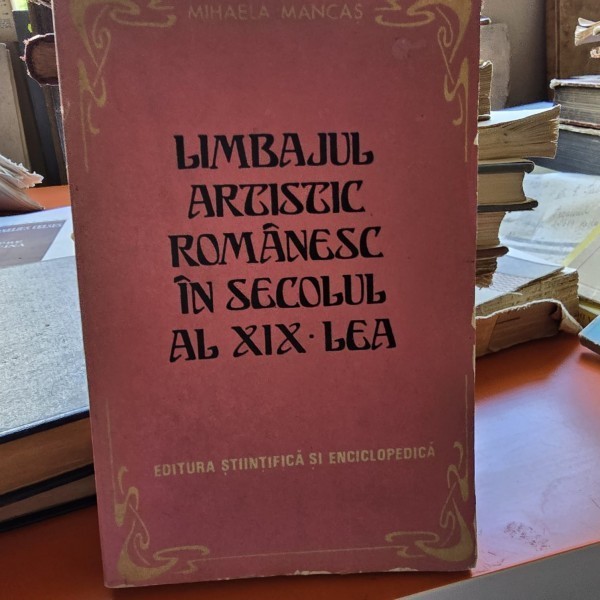 MIHAELA MANCAȘ
LIMBAJUL
ARTISTIC
ROMÂNESC
ÎN SECOLUL
AL XIX·LEA
EDITURA ȘTIINȚIFICĂ ȘI ENCICLOPEDICĂ